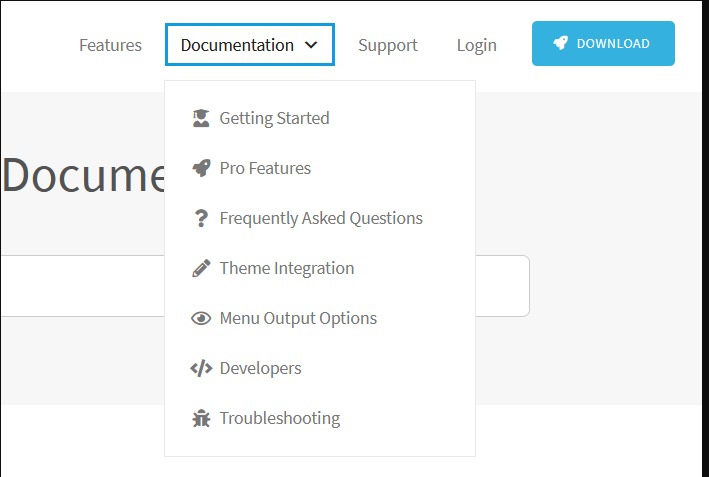 Features
Documentation
Support
Login
DOWNLOAD
Getting Started
Docume
Pro Features
Frequently Asked Questions
Theme Integration
Menu Output Options
Developers
Troubleshooting